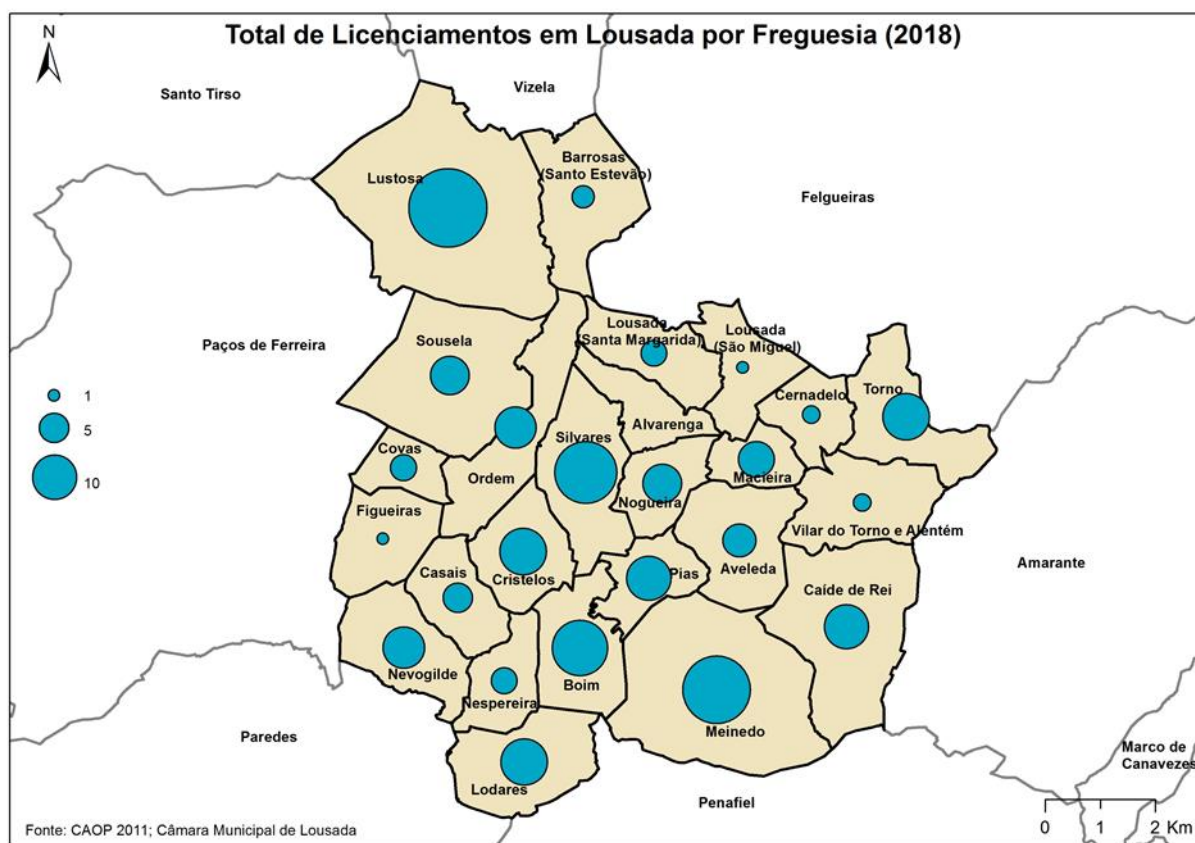 Total de Licenciamentos em Lousada por Freguesia (2018)
N
Santo Tirso
Vizela
Barrosas
(Santo Estevão)
Lustosa
Felgueiras
Paços de Ferreira
Sousela
Lousada
(Santa Margarida)
Lousada
(São Miguel)
Cernadelo
Torno
1
5
10
Covas
Ordem
Silvares
Alvarenga
Nogueira
Macieira
Figueiras
Vilar do Torno e Alentém
Casais
Cristelos
Pias
Aveleda
Caíde de Rei
Amarante
Nevogilde
Nespereira
Boim
Meinedo
Paredes
Lodares
Penafiel
Marco de
Canavezes
Fonte: CAOP 2011; Câmara Municipal de Lousada
0 1 2 Km